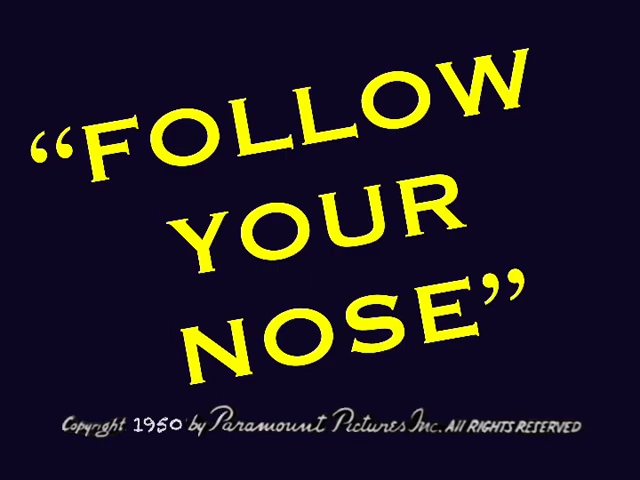 “FOLLOW
YOUR
NOSE”
Copyright 1950 by Paramount Pictures Inc. All RIGHTS RESERVED